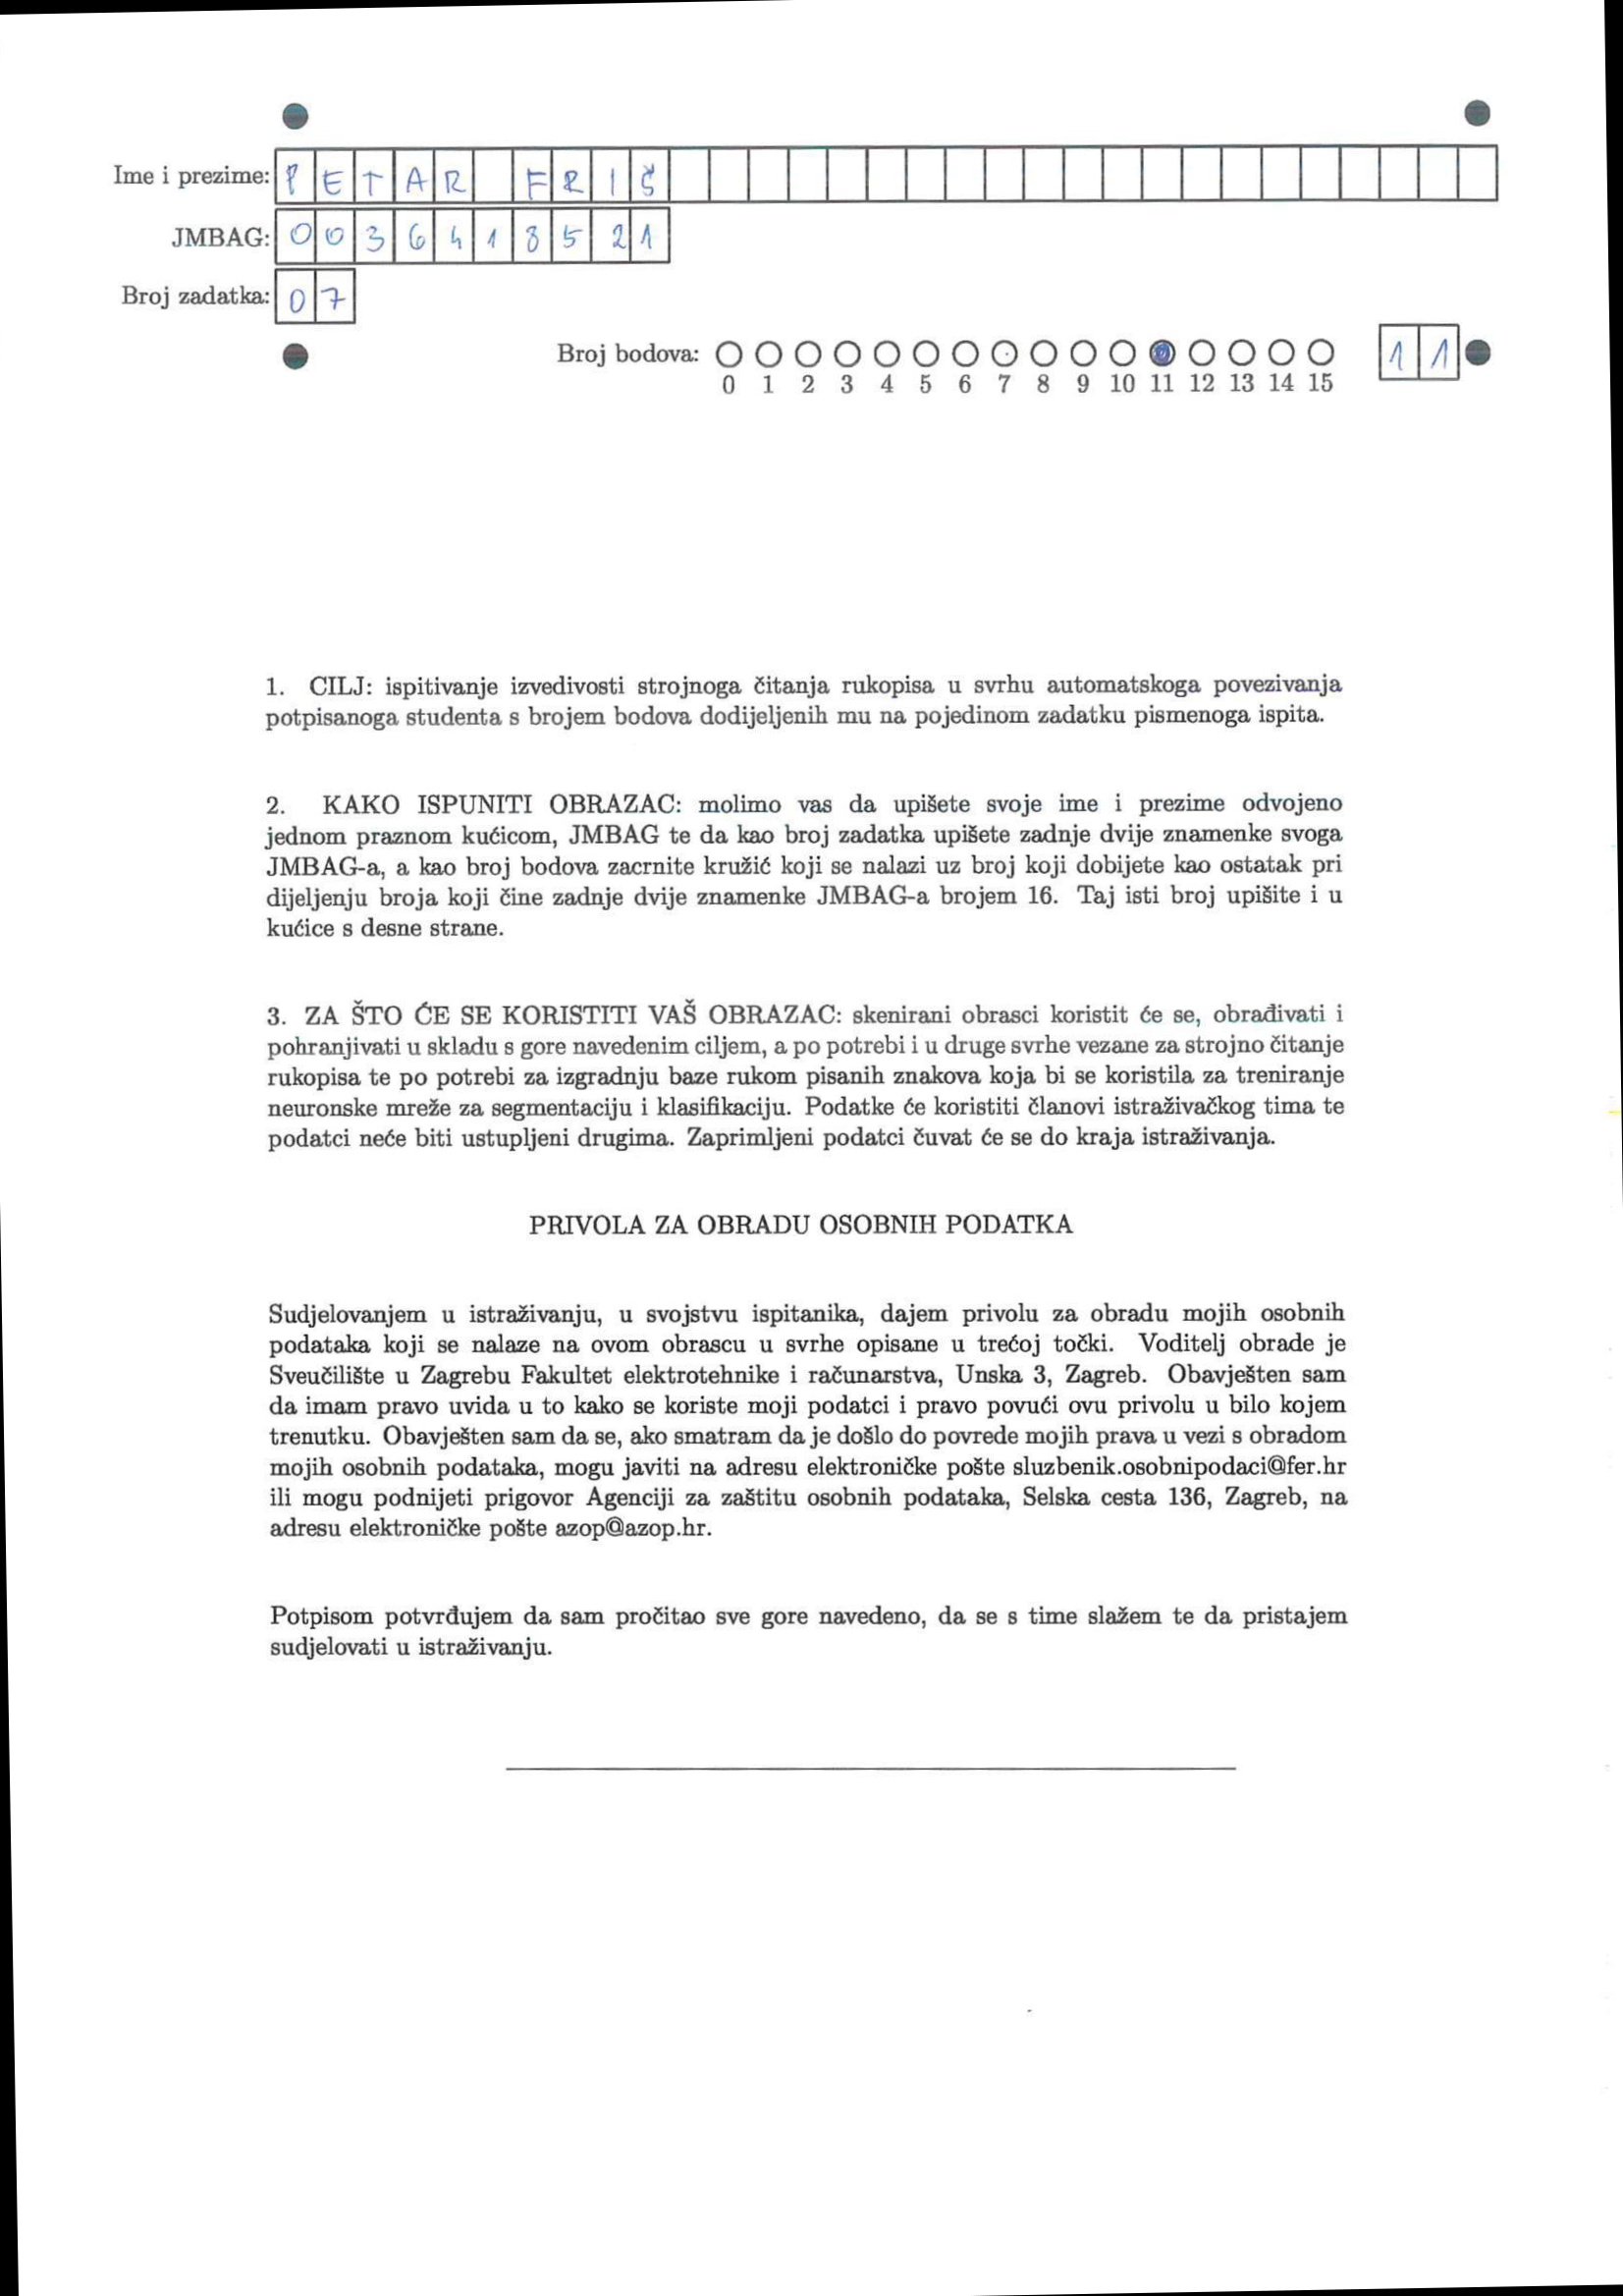 Ime i prezime: PETAR FRIŠ
JMBAG: 0036418521
Broj zadatka: 07
Broj bodova: 11
0 1 2 3 4 5 6 7 8 9 10 11 12 13 14 15
1. CILJ: ispitivanje izvedivosti strojnoga čitanja rukopisa u svrhu automatskoga povezivanja
potpisanoga studenta s brojem bodova dodijeljenih mu na pojedinom zadatku pismenoga ispita.
2. KAKO ISPUNITI OBRAZAC: molimo vas da upišete svoje ime i prezime odvojeno
jednom praznom kućicom, JMBAG te da kao broj zadatka upišete zadnje dvije znamenke svoga
JMBAG-a, a kao broj bodova zacrnite kružić koji se nalazi uz broj koji dobijete kao ostatak pri
dijeljenju broja koji čine zadnje dvije znamenke JMBAG-a brojem 16. Taj isti broj upišite i u
kućice s desne strane.
3. ZA ŠTO ĆE SE KORISTITI VAŠ OBRAZAC: skenirani obrasci koristit će se, obrađivati i
pohranjivati u skladu s gore navedenim ciljem, a po potrebi i u druge svrhe vezane za strojno čitanje
rukopisa te po potrebi za izgradnju baze rukom pisanih znakova koja bi se koristila za treniranje
neuronske mreže za segmentaciju i klasifikaciju. Podatke će koristiti članovi istraživačkog tima te
podatci neće biti ustupljeni drugima. Zaprimljeni podatci čuvat će se do kraja istraživanja.
PRIVOLA ZA OBRADU OSOBNIH PODATKA
Sudjelovanjem u istraživanju, u svojstvu ispitanika, dajem privolu za obradu mojih osobnih
podataka koji se nalaze na ovom obrascu u svrhe opisane u trećoj točki. Voditelj obrade je
Sveučilište u Zagrebu Fakultet elektrotehnike i računarstva, Unska 3, Zagreb. Obavješten sam
da imam pravo uvida u to kako se koriste moji podatci i pravo povući ovu privolu u bilo kojem
trenutku. Obavješten sam da se, ako smatram da je došlo do povrede mojih prava u vezi s obradom
mojih osobnih podataka, mogu javiti na adresu elektroničke pošte sluzbenik.osobnipodaci@fer.hr
ili mogu podnijeti prigovor Agenciji za zaštitu osobnih podataka, Selska cesta 136, Zagreb, na
adresu elektroničke pošte azop@azop.hr.
Potpisom potvrđujem da sam pročitao sve gore navedeno, da se s time slažem te da pristajem
sudjelovati u istraživanju.